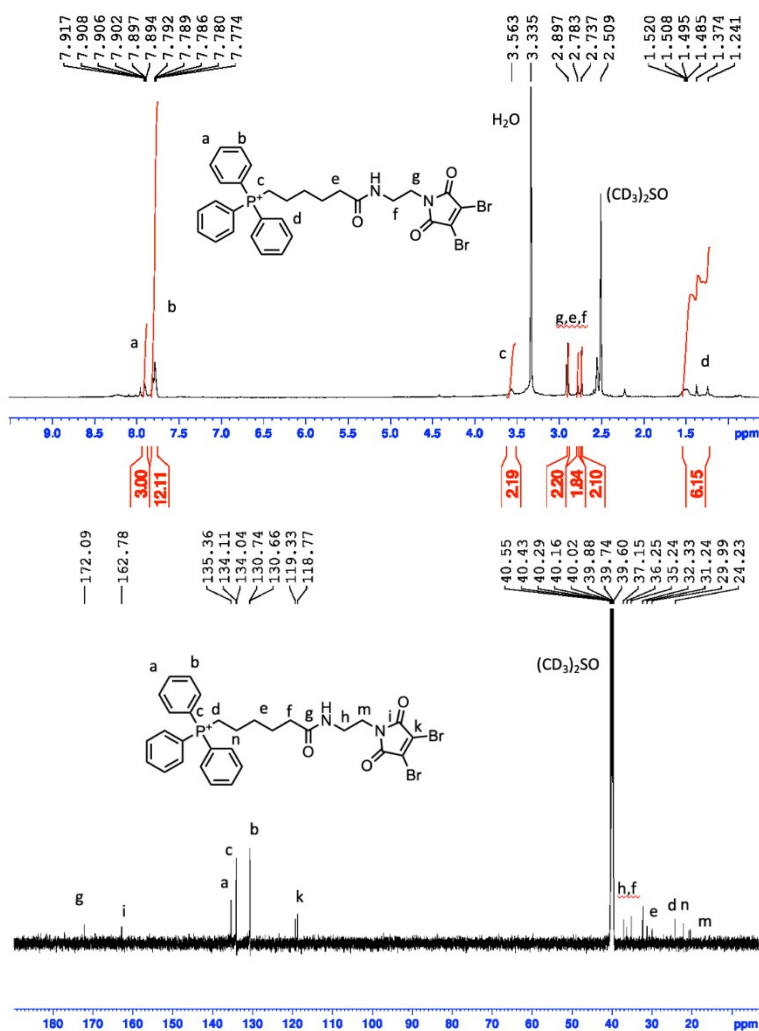 7.917
7.908
7.906
7.902
7.897
7.894
7.792
7.789
7.786
7.780
7.774
3.563
3.335
2.897
2.783
2.737
2.509
1.520
1.508
1.495
1.485
1.374
1.241
H2O
a
b
c
e
g
H
N
P+
d
O
f
N
O
O
Br
Br
(CD3)2SO
a
b
c
g,e,f
d
9.0 8.5 8.0 7.5 7.0 6.5 6.0 5.5 5.0 4.5 4.0 3.5 3.0 2.5 2.0 1.5 ppm
3.00
12.11
2.19
2.20
1.84
2.10
6.15
172.09
162.78
135.36
134.11
134.04
130.74
130.66
119.33
118.77
40.55
40.43
40.29
40.16
40.02
39.88
39.74
39.60
37.15
36.25
35.24
32.33
31.24
29.99
24.23
(CD3)2SO
a
b
c
d
e
f
g
H
N
m
i
k
P+
n
O
h
N
O
O
Br
Br
g
i
a
c
b
k
h,f
e
d
n
m
180 170 160 150 140 130 120 110 100 90 80 70 60 50 40 30 20 ppm